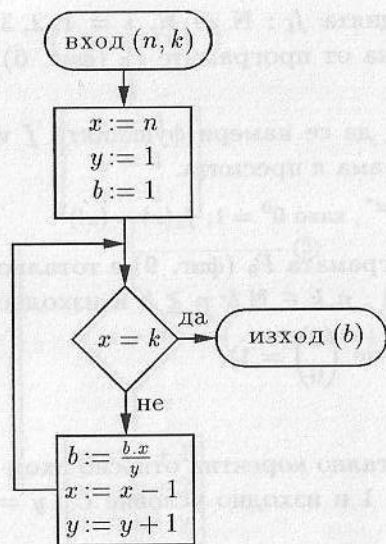 вход (n, k)
x := n
y := 1
b := 1
x = k
да
изход (b)
не
b := b.x/y
x := x − 1
y := y + 1